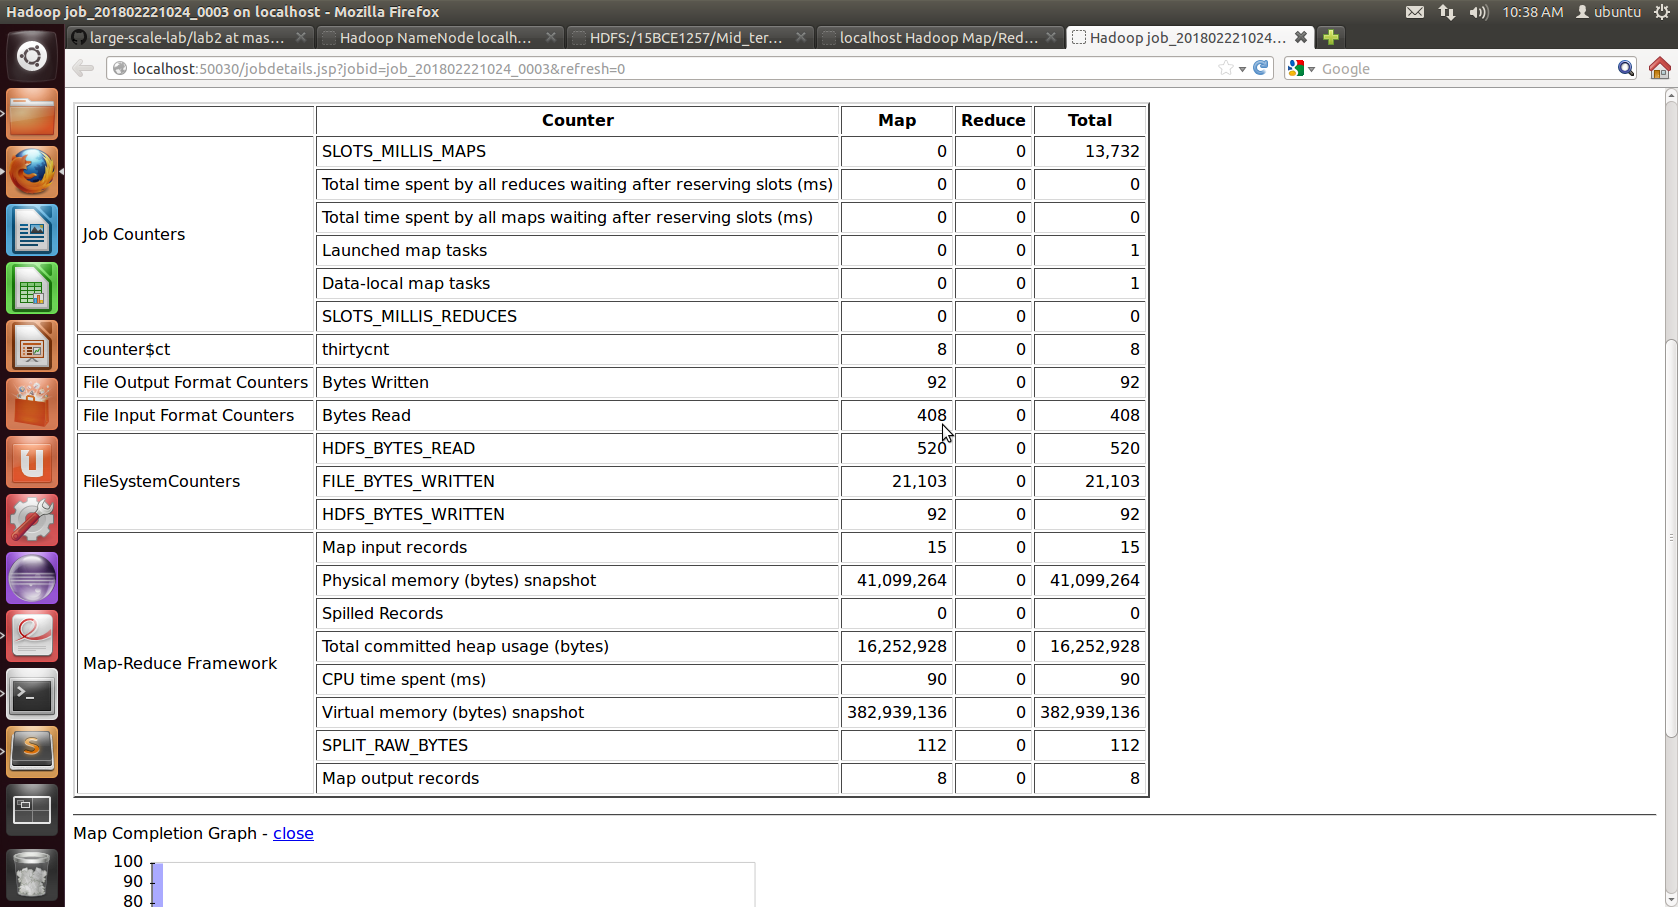 Hadoop job_201802221024_0003 on localhost - Mozilla Firefox
10:38 AM ubuntu
large-scale-lab/lab2 at mas...
Hadoop NameNode localh...
HDFS:/15BCE1257/Mid_ter...
localhost Hadoop Map/Red...
Hadoop job_201802221024...
localhost:50030/jobdetails.jsp?jobid=job_201802221024_0003&refresh=0
Google
Counter Map Reduce Total
Job Counters
SLOTS_MILLIS_MAPS 0 0 13,732
Total time spent by all reduces waiting after reserving slots (ms) 0 0 0
Total time spent by all maps waiting after reserving slots (ms) 0 0 0
Launched map tasks 0 0 1
Data-local map tasks 0 0 1
SLOTS_MILLIS_REDUCES 0 0 0
counter$ct thirtycnt 8 0 8
File Output Format Counters Bytes Written 92 0 92
File Input Format Counters Bytes Read 408 0 408
FileSystemCounters
HDFS_BYTES_READ 520 0 520
FILE_BYTES_WRITTEN 21,103 0 21,103
HDFS_BYTES_WRITTEN 92 0 92
Map-Reduce Framework
Map input records 15 0 15
Physical memory (bytes) snapshot 41,099,264 0 41,099,264
Spilled Records 0 0 0
Total committed heap usage (bytes) 16,252,928 0 16,252,928
CPU time spent (ms) 90 0 90
Virtual memory (bytes) snapshot 382,939,136 0 382,939,136
SPLIT_RAW_BYTES 112 0 112
Map output records 8 0 8
Map Completion Graph - close
100
90
80